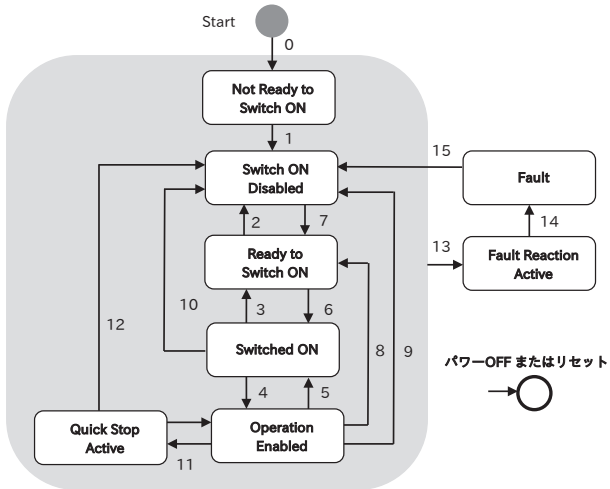 Start
0
Not Ready to
Switch ON
1
15
Switch ON
Disabled
Fault
2
7
14
13
Ready to
Switch ON
Fault Reaction
Active
10
3
6
12
Switched ON
8
9
パワーOFF またはリセット
4
5
Quick Stop
Active
Operation
Enabled
11